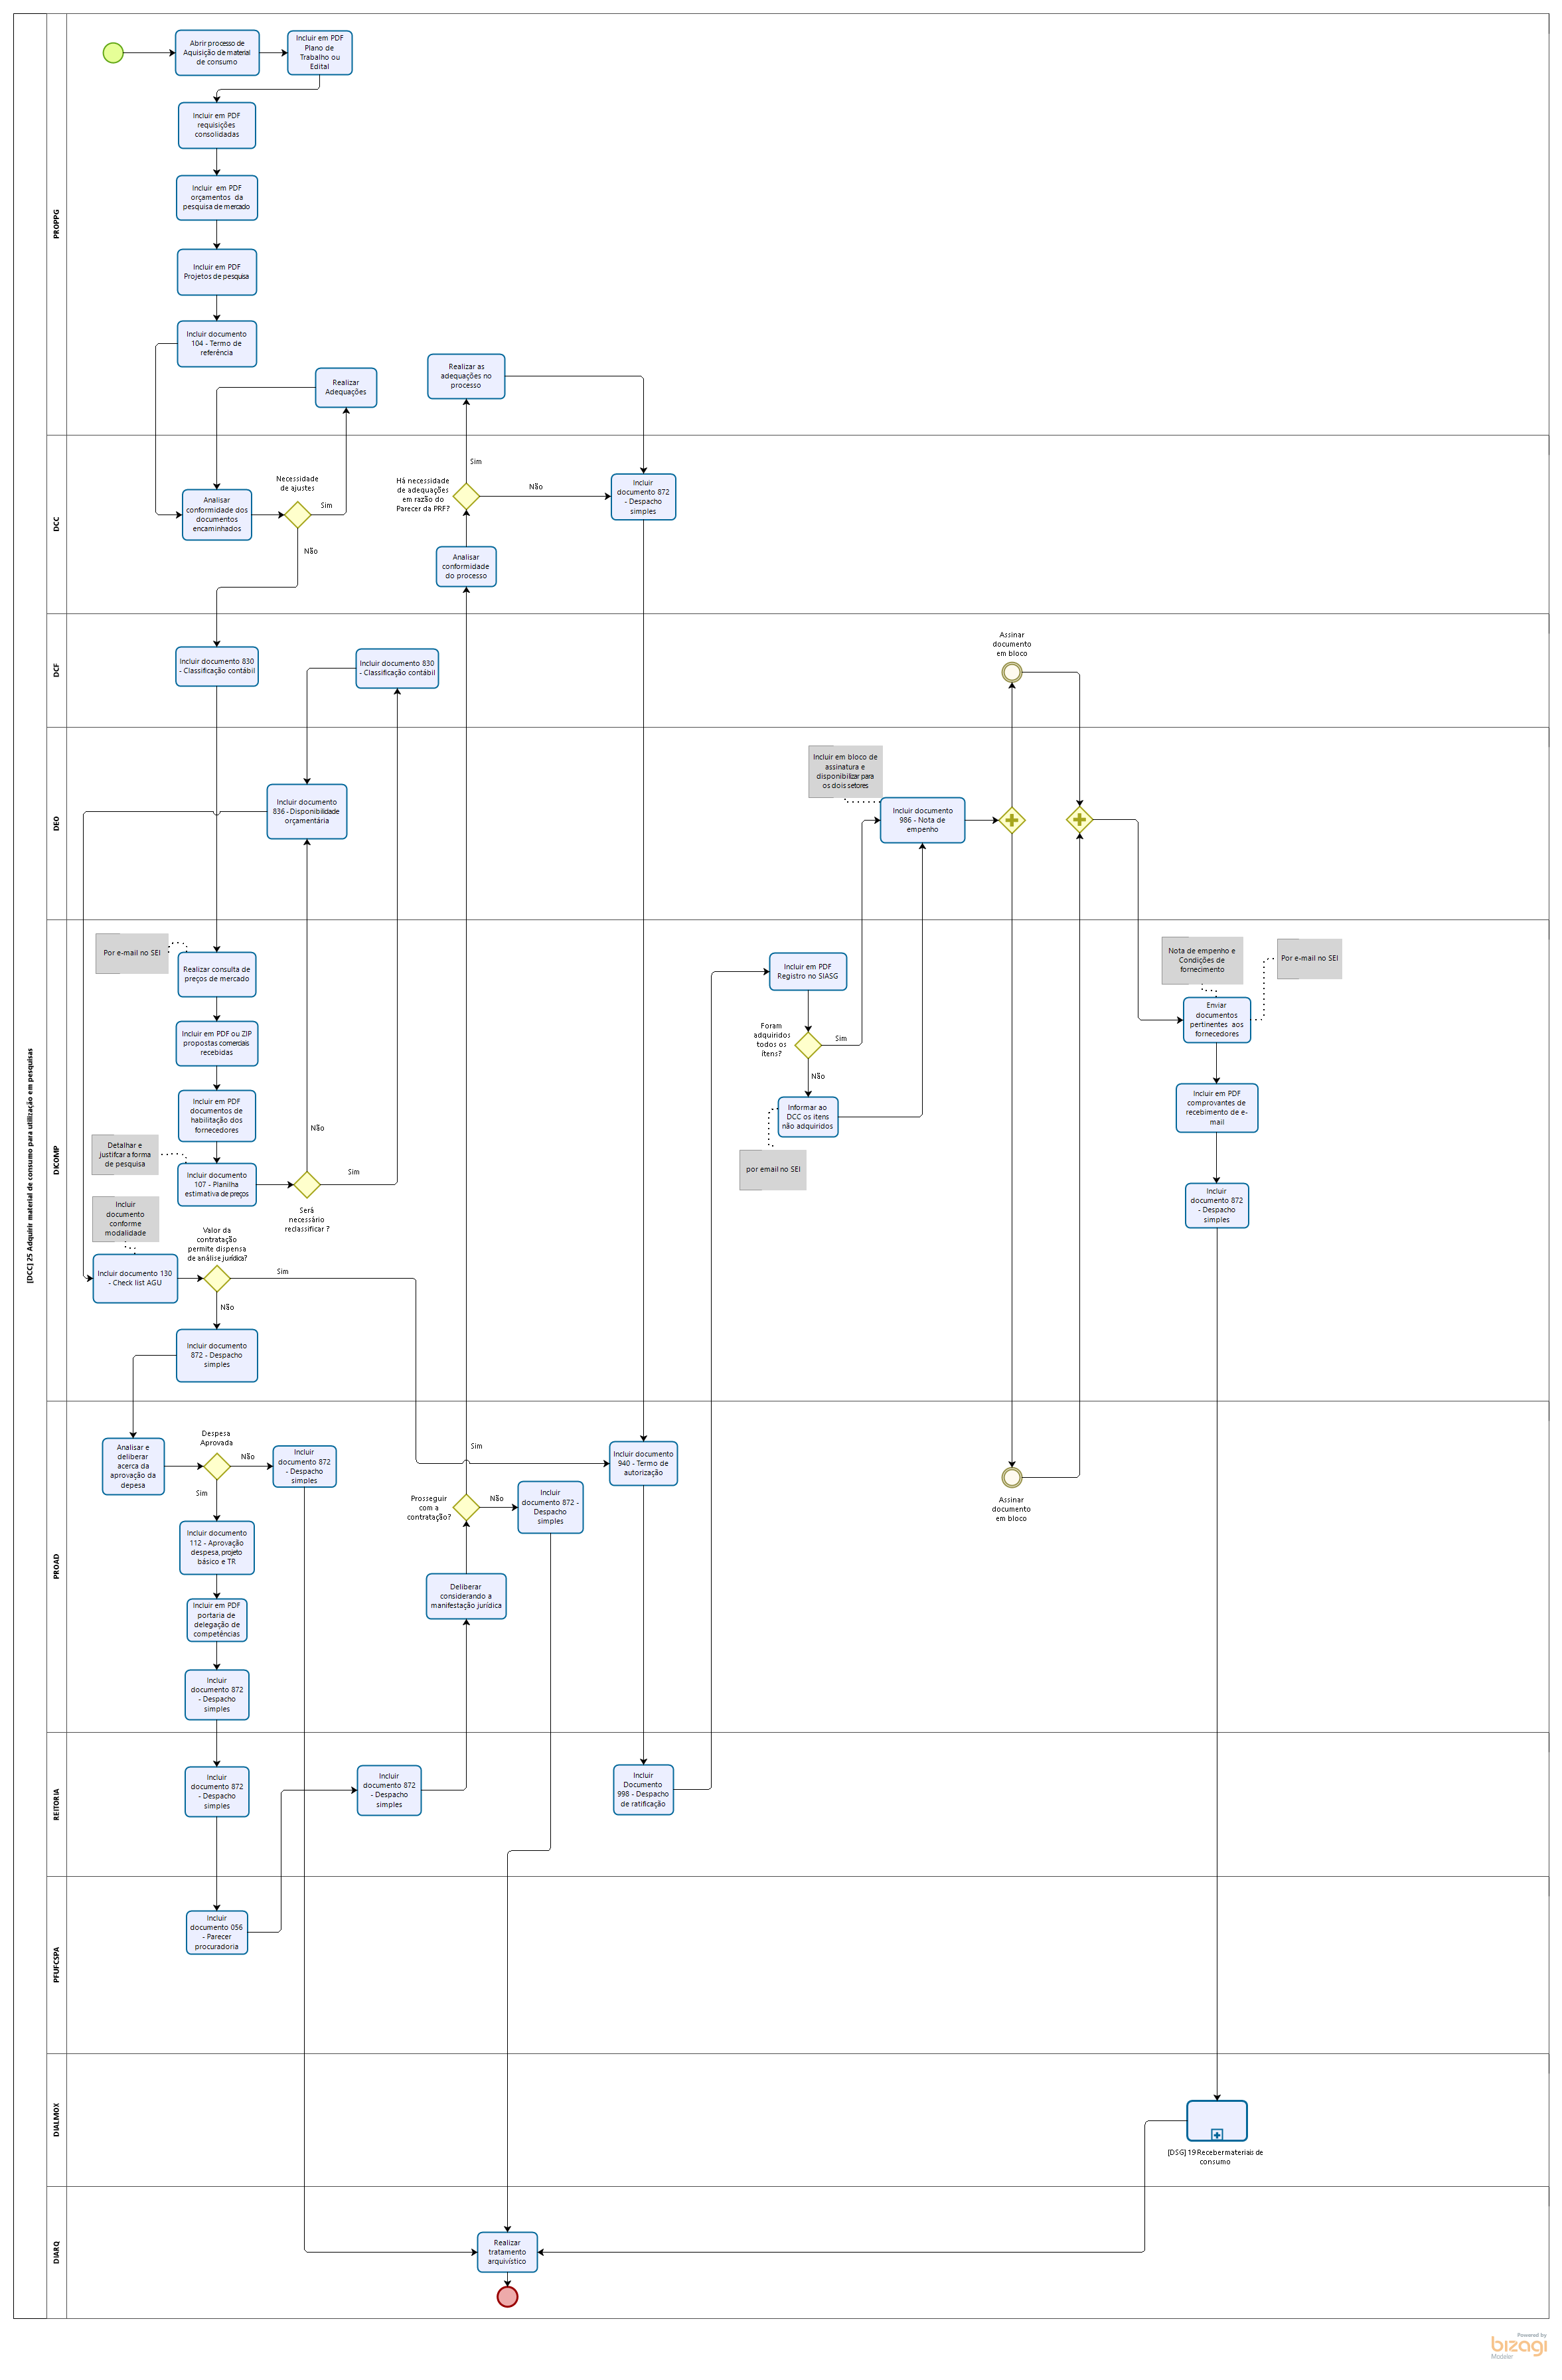 [DCC] 25 Adquirir material de consumo para utilização em pesquisas
PROPPG
Abrir processo de
Aquisição de material
de consumo
Incluir em PDF
Plano de
Trabalho ou
Edital
Incluir em PDF
requisições
consolidadas
Incluir em PDF
orçamentos da
pesquisa de mercado
Incluir em PDF
Projetos de pesquisa
Incluir documento
104 - Termo de
referência
Realizar
Adequações
Realizar as
adequações no
processo
DCC
Analisar
conformidade dos
documentos
encaminhados
Necessidade
de ajustes
Sim
Não
Há necessidade
de adequações
em razão do
Parecer da PRF?
Sim
Não
Incluir
documento 872
- Despacho
simples
Analisar
conformidade
do processo
DCF
Incluir documento 830
- Classificação contábil
Incluir documento 830
- Classificação contábil
Assinar
documento
em bloco
DEO
Incluir documento
836 - Disponibilidade
orçamentária
Incluir em bloco de
assinatura e
disponibilizar para
os dois setores
Incluir documento
986 - Nota de
empenho
DICOMP
Por e-mail no SEI
Realizar consulta de
preços de mercado
Incluir em PDF ou ZIP
propostas comerciais
recebidas
Incluir em PDF
documentos de
habilitação dos
fornecedores
Detalhar e
justifcar a forma
de pesquisa
Incluir documento
107 - Planilha
estimativa de preços
Não
Sim
Será
necessário
reclassificar ?
Incluir
documento
conforme
modalidade
Incluir documento 130
- Check list AGU
Valor da
contratação
permite dispensa
de análise jurídica?
Sim
Não
Incluir documento
872 - Despacho
simples
Incluir em PDF
Registro no SIASG
Foram
adquiridos
todos os
ítens?
Sim
Não
Informar ao
DCC os ítens
não adquiridos
por email no SEI
Nota de empenho e
Condições de
fornecimento
Por e-mail no SEI
Enviar
documentos
pertinentes aos
fornecedores
Incluir em PDF
comprovantes de
recebimento de e-
mail
Incluir
documento 872
- Despacho
simples
PROAD
Analisar e
deliberar
acerca da
aprovação da
depesa
Despesa
Aprovada
Não
Sim
Incluir
documento 872
- Despacho
simples
Incluir documento
112 - Aprovação
despesa, projeto
básico e TR
Incluir em PDF
portaria de
delegação de
competências
Incluir
documento 872
- Despacho
simples
Sim
Prosseguir
com a
contratação?
Não
Incluir
documento 872 -
Despacho
simples
Deliberar
considerando a
manifestação jurídica
Incluir documento
940 - Termo de
autorização
Assinar
documento
em bloco
REITORIA
Incluir
documento 872
- Despacho
simples
Incluir
documento 872
- Despacho
simples
Incluir
Documento
998 - Despacho
de ratificação
PFUFCSPA
Incluir
documento 056
- Parecer
procuradoria
DIALMOX
[DSG] 19 Receber materiais de
consumo
DIARQ
Realizar
tratamento
arquivístico
Powered by
bizagi
Modeler